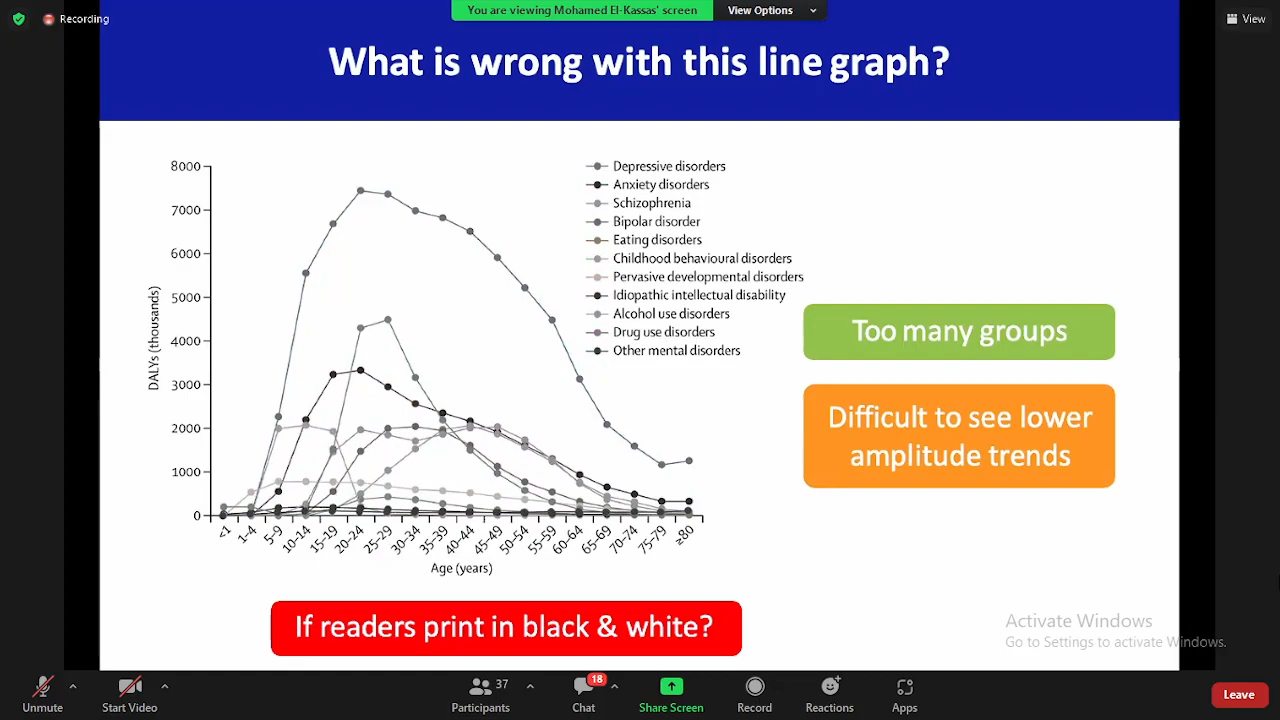 You are viewing Mohamed El-Kassas' screen
View Options
Recording
View
What is wrong with this line graph?
8000
7000
6000
5000
4000
3000
2000
1000
0
DALYs (thousands)
Depressive disorders
Anxiety disorders
Schizophrenia
Bipolar disorder
Eating disorders
Childhood behavioural disorders
Pervasive developmental disorders
Idiopathic intellectual disability
Alcohol use disorders
Drug use disorders
Other mental disorders
<1
1-4
5-9
10-14
15-19
20-24
25-29
30-34
35-39
40-44
45-49
50-54
55-59
60-64
65-69
70-74
75-79
≥80
Age (years)
Too many groups
Difficult to see lower
amplitude trends
If readers print in black & white?
Activate Windows
Go to Settings to activate Windows.
Unmute
Start Video
37
Participants
18
Chat
Share Screen
Record
Reactions
Apps
Leave